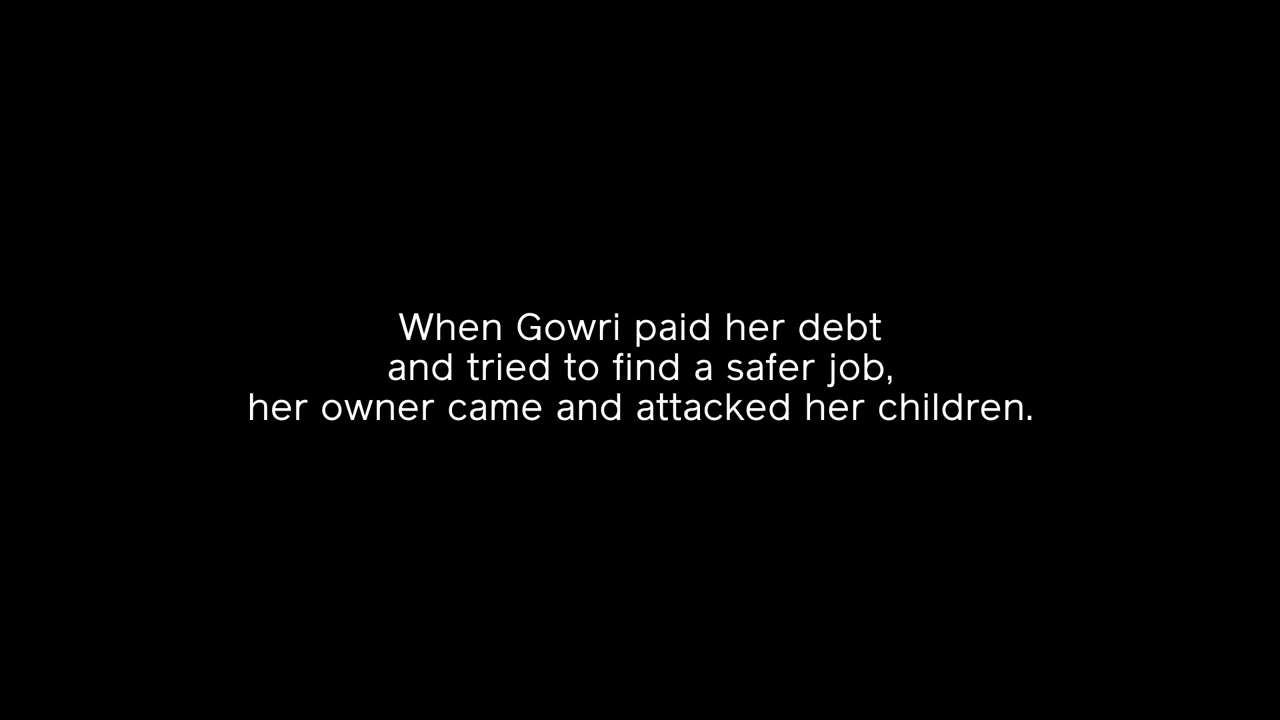 When Gowri paid her debt
and tried to find a safer job,
her owner came and attacked her children.